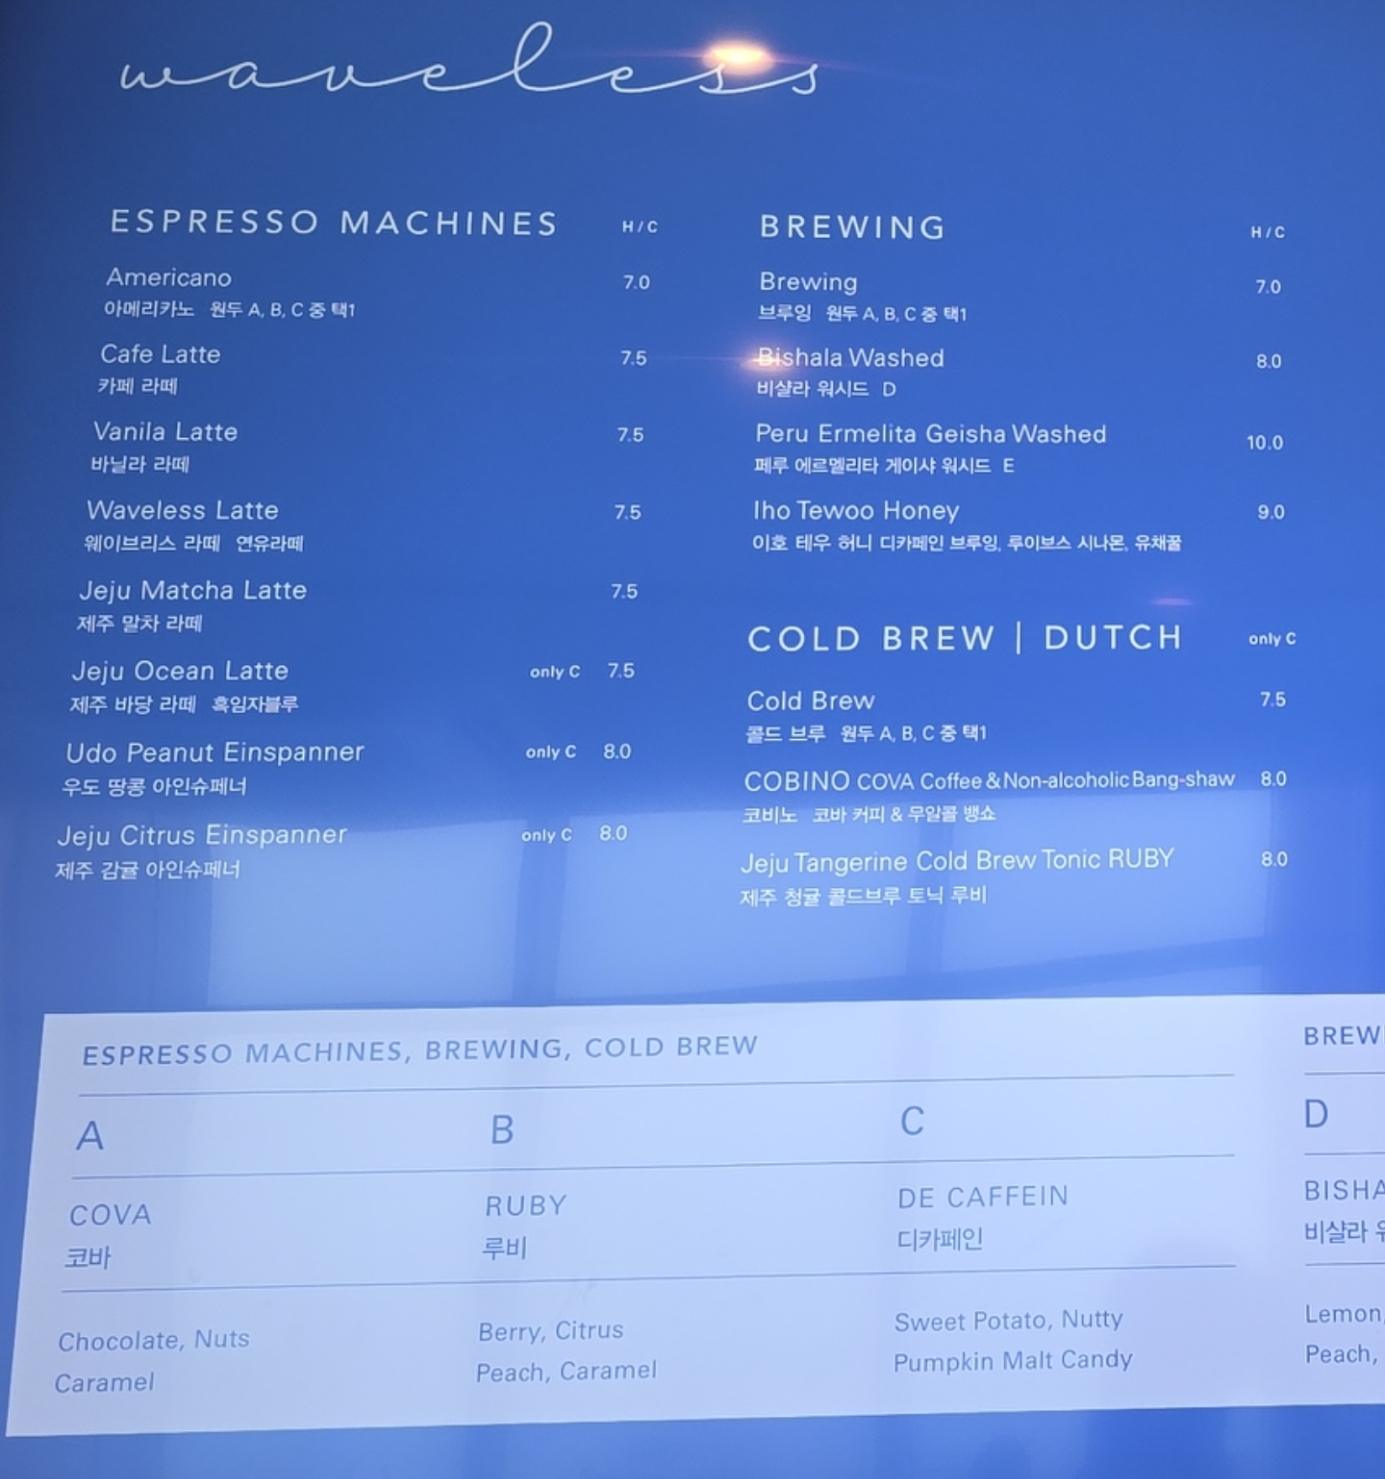 waveless
ESPRESSO MACHINES H/C
Americano 7.0
아메리카노 원두 A, B, C 중 택1
Cafe Latte 7.5
카페 라떼
Vanila Latte 7.5
바닐라 라떼
Waveless Latte 7.5
웨이브리스 라떼 연유라떼
Jeju Matcha Latte 7.5
제주 말차 라떼
Jeju Ocean Latte only C 7.5
제주 바당 라떼 흑임자블루
Udo Peanut Einspanner only C 8.0
우도 땅콩 아인슈페너
Jeju Citrus Einspanner only C 8.0
제주 감귤 아인슈페너
BREWING H/C
Brewing 7.0
브루잉 원두 A, B, C 중 택1
Bishala Washed 8.0
비샬라 워시드 D
Peru Ermelita Geisha Washed 10.0
페루 에르멜리타 게이샤 워시드 E
Iho Tewoo Honey 9.0
이호 테우 허니 디카페인 브루잉, 루이보스 시나몬, 유채꿀
COLD BREW | DUTCH only C
Cold Brew 7.5
콜드 브루 원두 A, B, C 중 택1
COBINO COVA Coffee & Non-alcoholic Bang-shaw 8.0
코비노 코바 커피 & 무알콜 뱅쇼
Jeju Tangerine Cold Brew Tonic RUBY 8.0
제주 청귤 콜드브루 토닉 루비
ESPRESSO MACHINES, BREWING, COLD BREW
A B C
COVA RUBY DE CAFFEIN
코바 루비 디카페인
Chocolate, Nuts Berry, Citrus Sweet Potato, Nutty
Caramel Peach, Caramel Pumpkin Malt Candy
BREW
D
BISHA
비샬라
Lemon,
Peach,